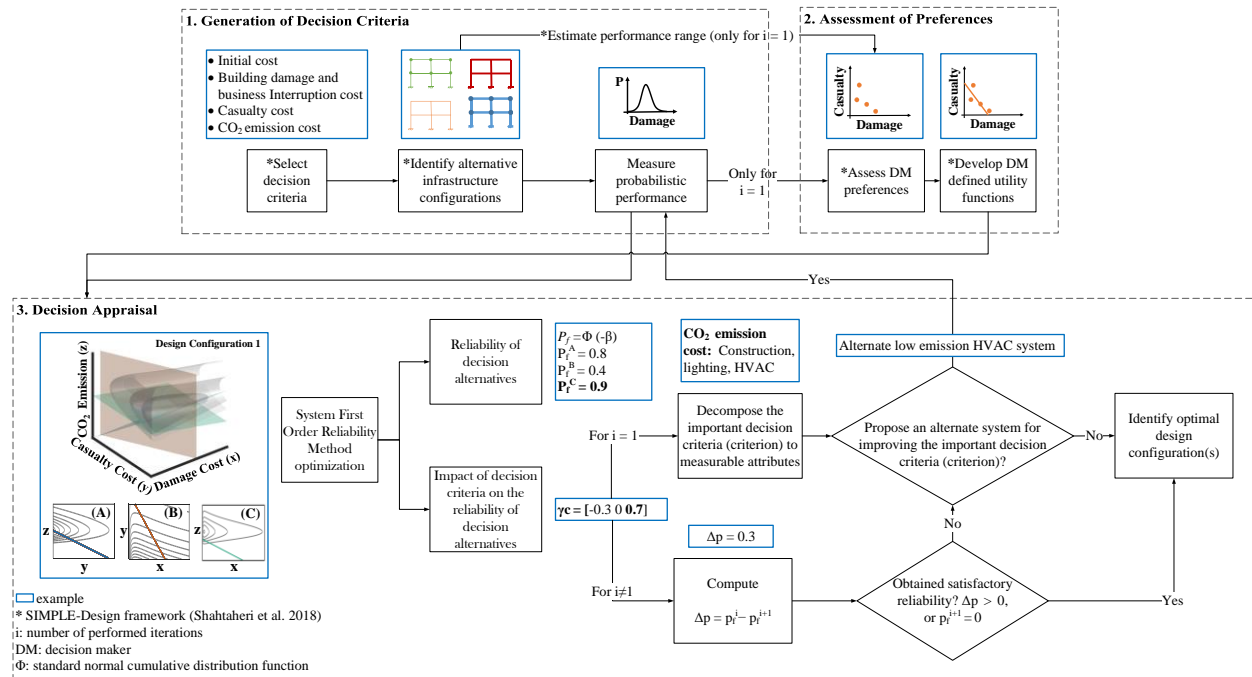 1. Generation of Decision Criteria
• Initial cost
• Building damage and
business Interruption cost
• Casualty cost
• CO₂ emission cost
*Estimate performance range (only for i = 1)
P
Damage
*Select
decision
criteria
*Identify alternative
infrastructure
configurations
Measure
probabilistic
performance
Only for
i = 1
2. Assessment of Preferences
Casualty
Damage
Casualty
Damage
*Assess DM
preferences
*Develop DM
defined utility
functions
Yes
3. Decision Appraisal
Design Configuration 1
CO₂ Emission (z)
Casualty Cost (y)
Damage Cost (x)
(A)
z
y
(B)
y
x
(C)
z
x
System First
Order Reliability
Method
optimization
Reliability of
decision
alternatives
Impact of decision
criteria on the
reliability of
decision
alternatives
P_f = Φ (-β)
P_f^A = 0.8
P_f^B = 0.4
P_f^C = 0.9
CO₂ emission
cost: Construction,
lighting, HVAC
For i = 1
Decompose the
important decision
criteria (criterion) to
measurable attributes
γc = [-0.3 0 0.7]
For i≠1
Δp = 0.3
Compute
Δp = p_f^i − p_f^{i+1}
Alternate low emission HVAC system
Propose an alternate system for
improving the important decision
criteria (criterion)?
No
Identify optimal
design
configuration(s)
No
Obtained satisfactory
reliability? Δp > 0,
or p_f^{i+1} = 0
Yes
example
* SIMPLE-Design framework (Shahtaheri et al. 2018)
i: number of performed iterations
DM: decision maker
Φ: standard normal cumulative distribution function